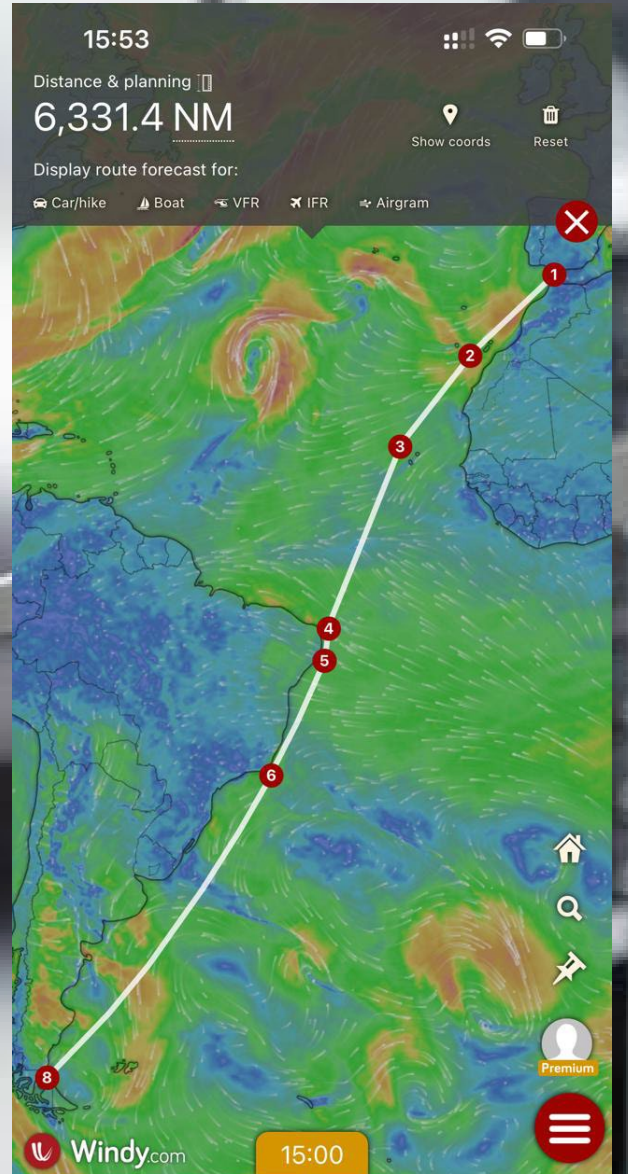 15:53
Distance & planning
6,331.4 NM
Show coords
Reset
Display route forecast for:
Car/hike
Boat
VFR
IFR
Airgram
1
2
3
4
5
6
8
Premium
Windy.com
15:00